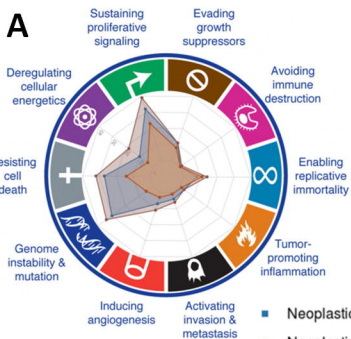 A
Sustaining
proliferative
signaling
Evading
growth
suppressors
Deregulating
cellular
energetics
Avoiding
immune
destruction
esisting
cell
death
Enabling
replicative
immortality
Genome
instability &
mutation
Tumor-
promoting
inflammation
Inducing
angiogenesis
Activating
invasion &
metastasis
Neoplastic